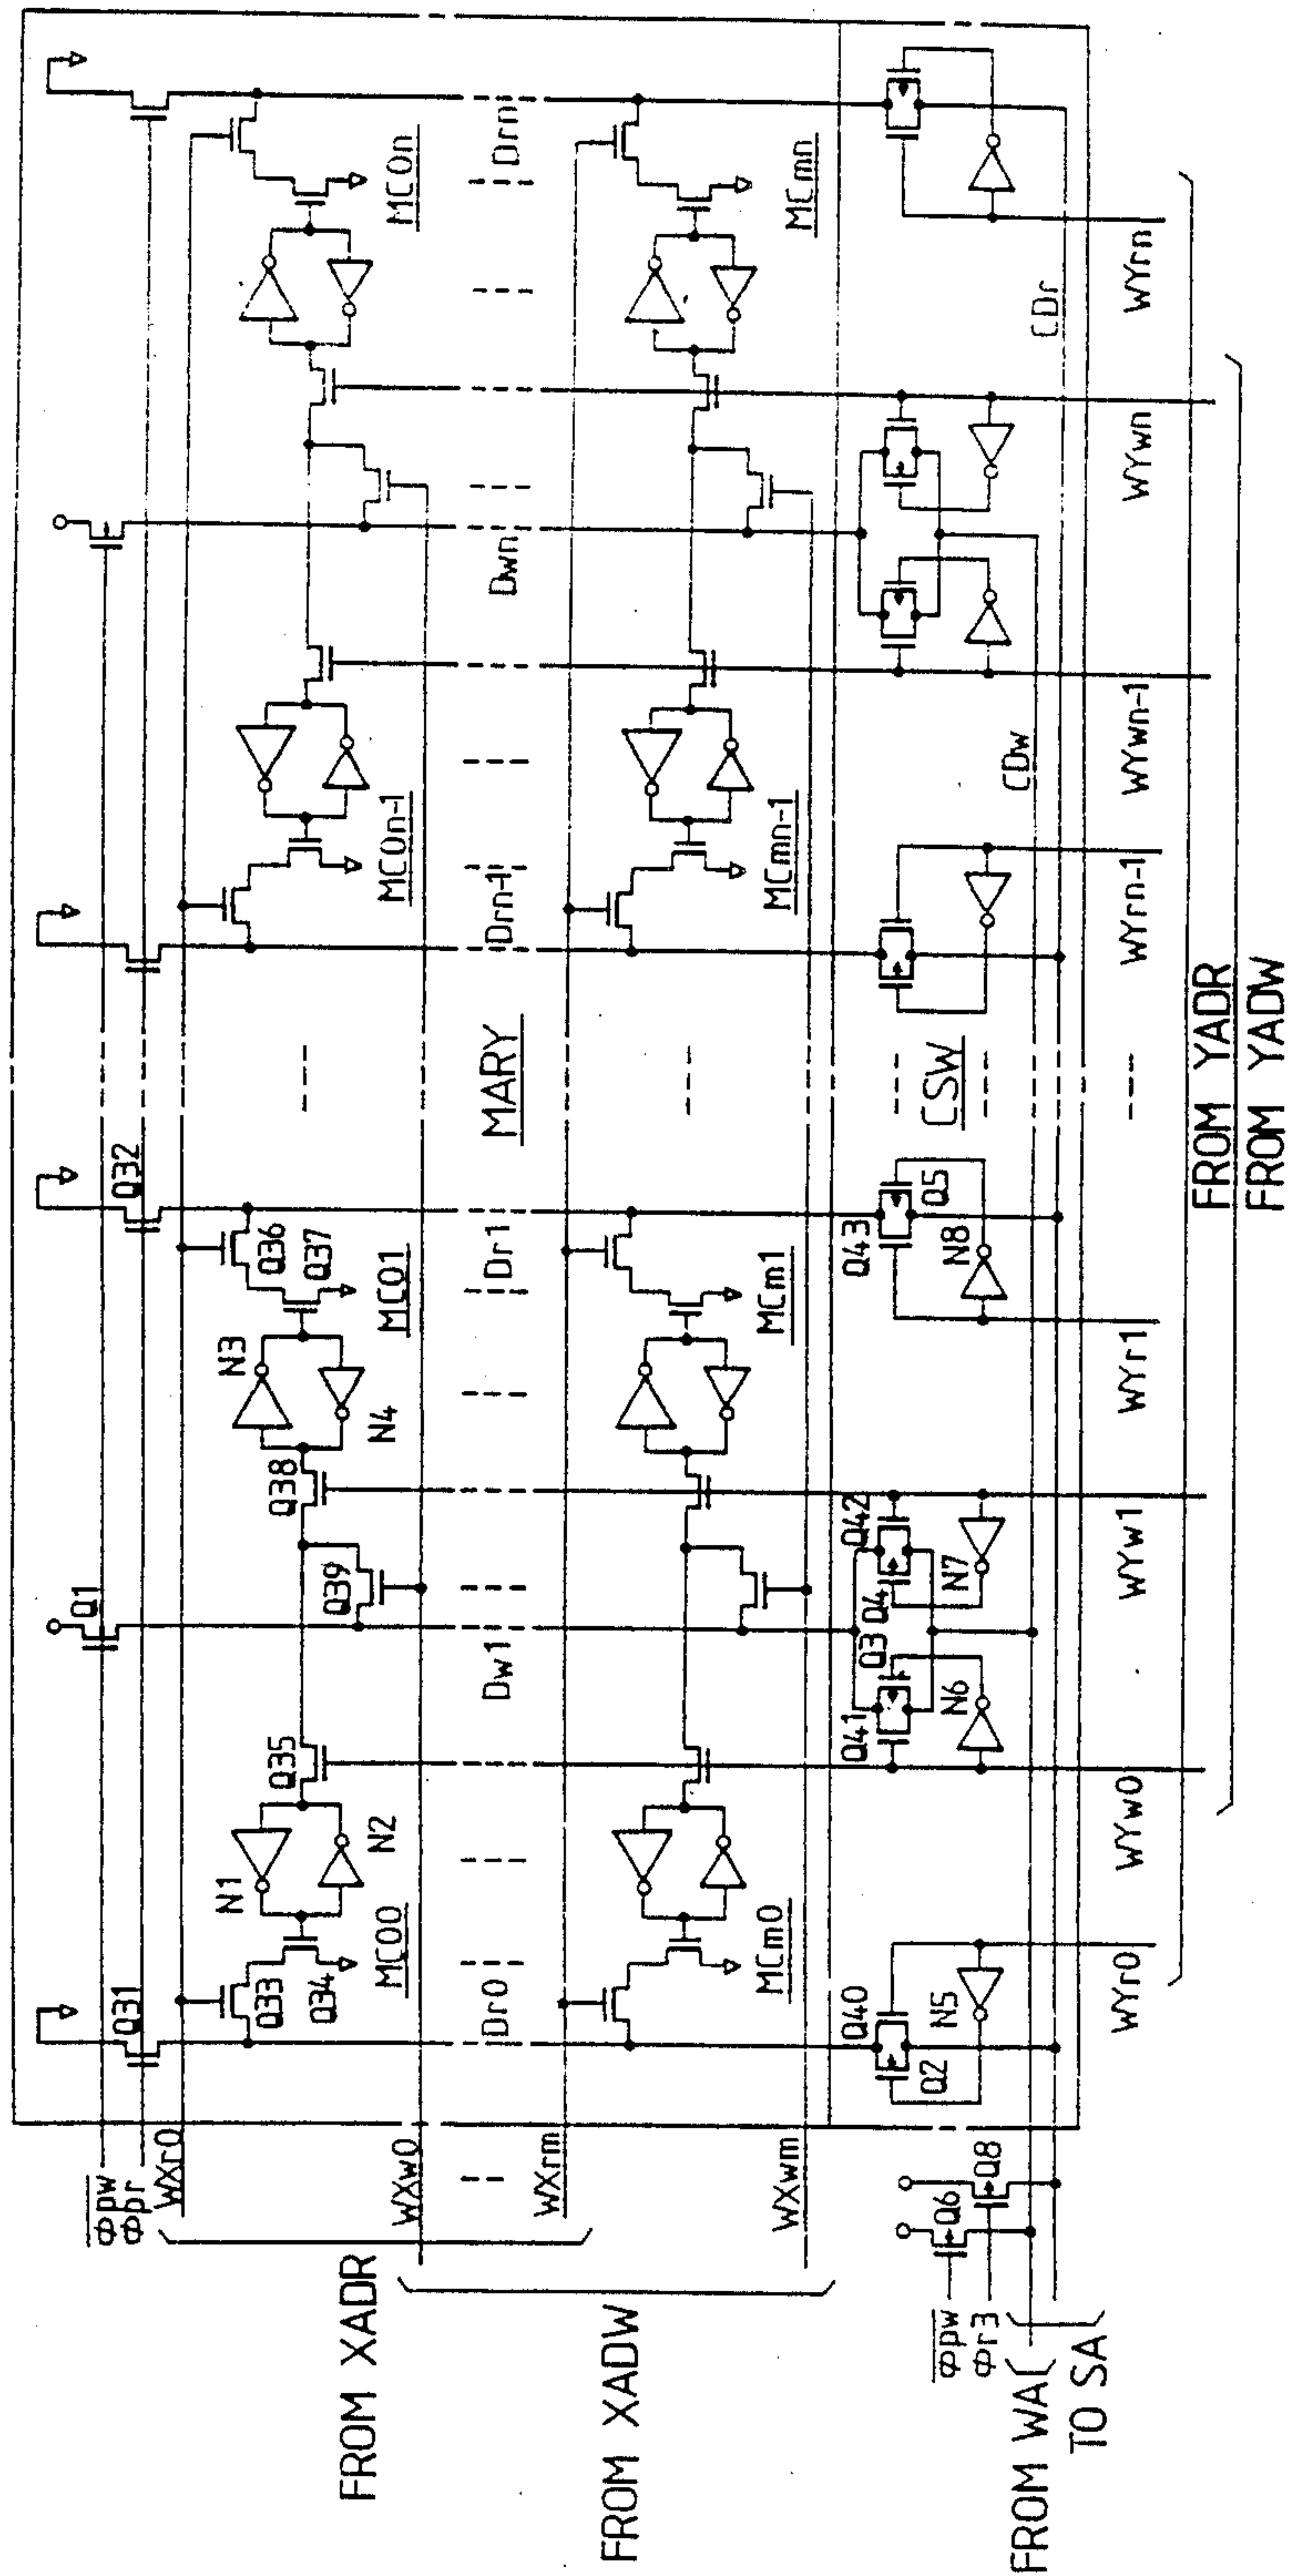 Φpw
Φpr
WXr0
WXw0
WXrm
WXwm
FROM XADR
FROM XADW
Φpw
Φr3
FROM WA
TO SA
Q6
Q8
Q31
Q1
Q32
Q33
Q34
N1
N2
MC00
Q35
Q39
Q38
N3
N4
Q36
Q37
MC01
MC0n-1
MC0n
Dr0
Dw1
Dr1
MARY
Drn-1
Dwn
Drn
MCm0
MCm1
MCmn-1
MCmn
Q40
Q2
N5
Q41
Q3
Q4
Q42
N6
N7
Q43
Q5
N8
CSW
CDw
CDr
WYr0
WYw0
WYw1
WYr1
WYrn-1
WYwn-1
WYwn
WYrn
FROM YADR
FROM YADW